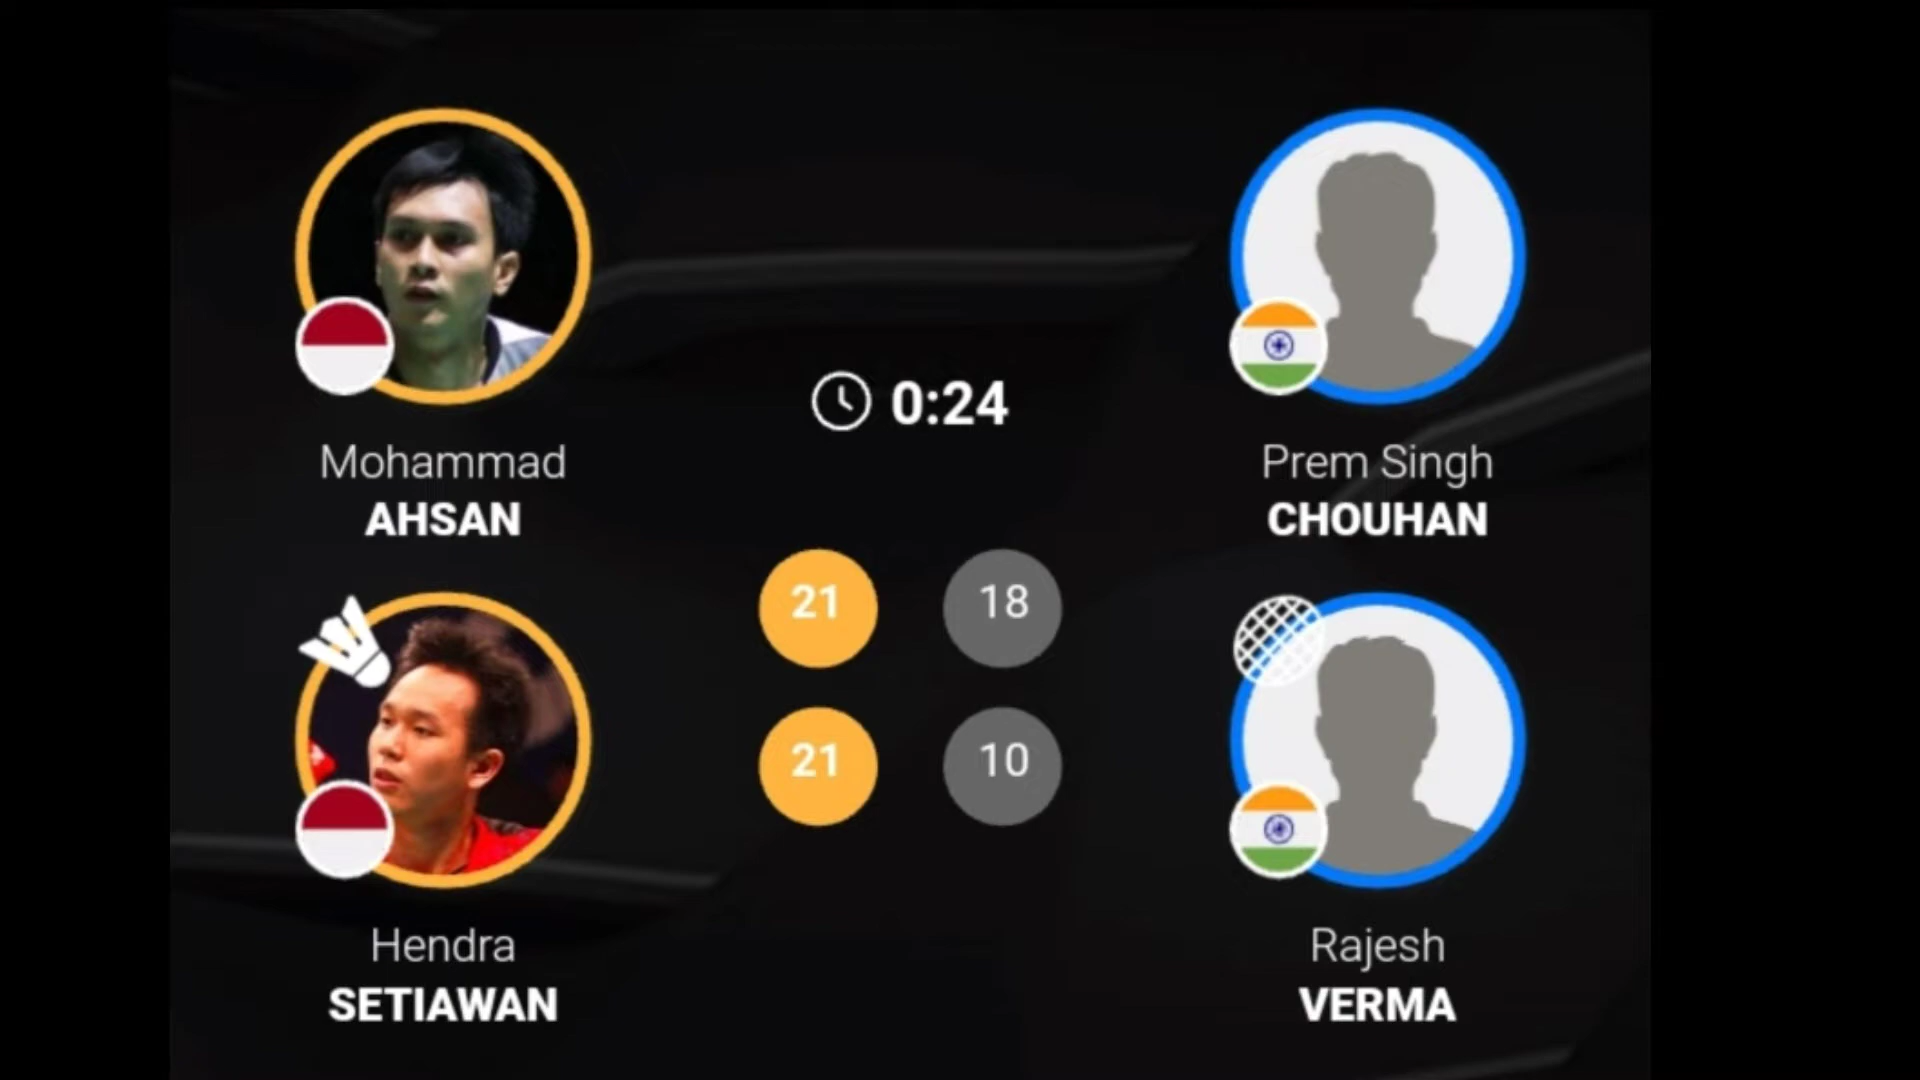 Mohammad
AHSAN
Prem Singh
CHOUHAN
0:24
21 18
21 10
Hendra
SETIAWAN
Rajesh
VERMA